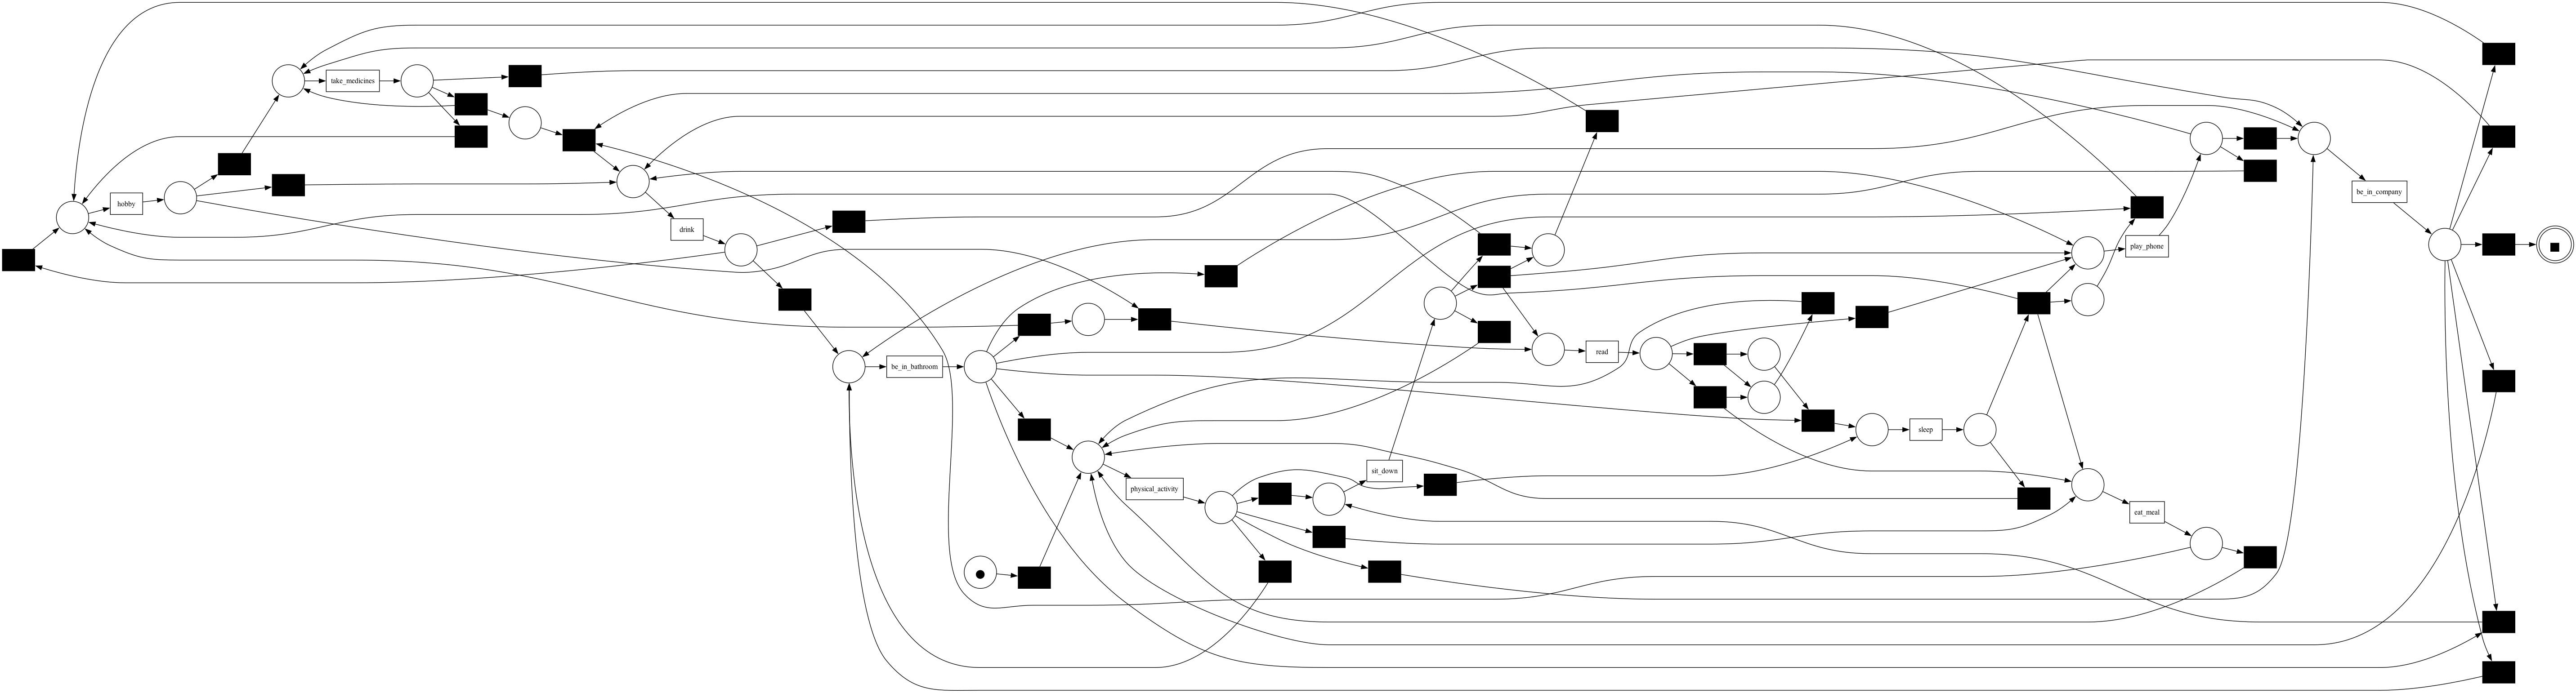 take_medicines
be_in_company
hobby
drink
play_phone
read
be_in_bathroom
sleep
sit_down
physical_activity
eat_meal